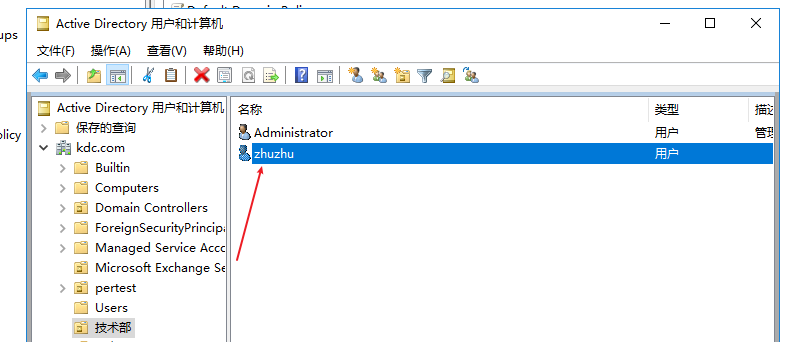 Active Directory 用户和计算机
文件(F) 操作(A) 查看(V) 帮助(H)
Active Directory 用户和计算机
保存的查询
kdc.com
Builtin
Computers
Domain Controllers
ForeignSecurityPrincipa
Managed Service Acco
Microsoft Exchange Se
pertest
Users
技术部
名称 类型 描述
Administrator 用户 管理
zhuzhu 用户
ups
olicy